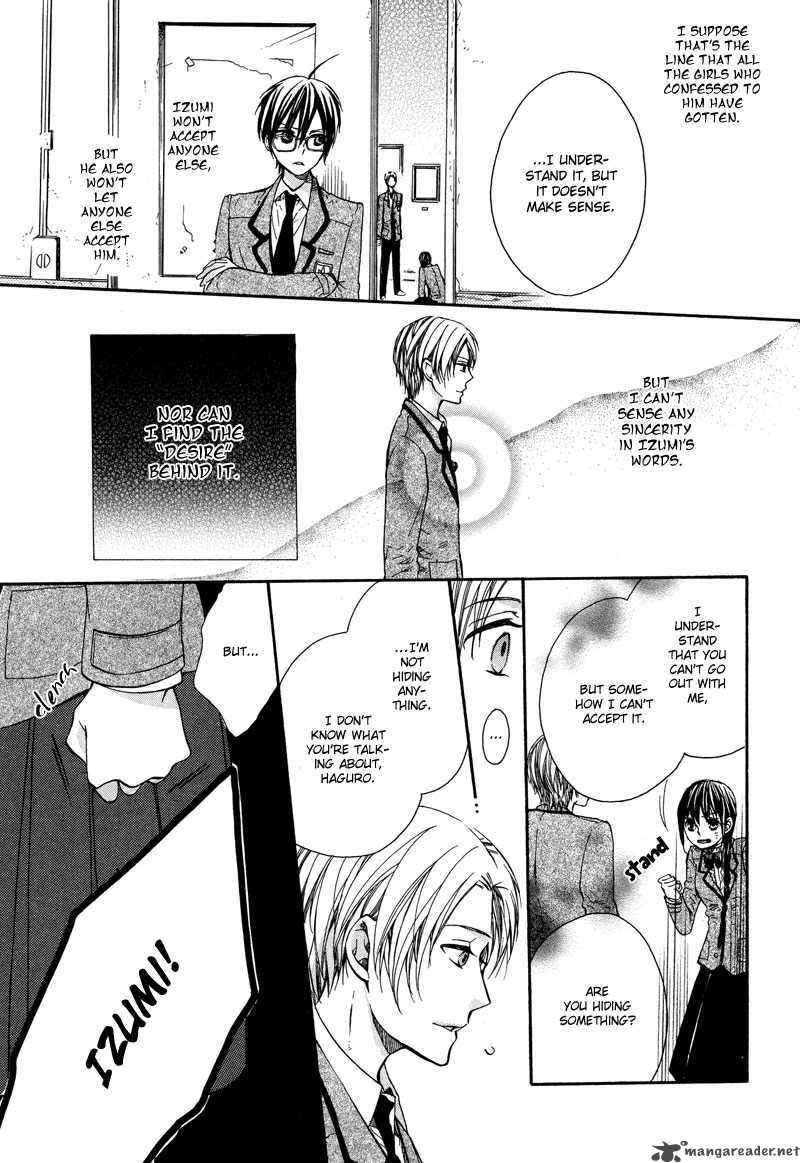 I SUPPOSE
THAT'S THE
LINE THAT ALL
THE GIRLS WHO
CONFESSED TO
HIM HAVE
GOTTEN.
...I UNDER-
STAND IT, BUT
IT DOESN'T
MAKE SENSE.
IZUMI
WON'T
ACCEPT
ANYONE
ELSE,
BUT
HE ALSO
WON'T
LET
ANYONE
ELSE
ACCEPT
HIM.
BUT
I CAN'T
SENSE ANY
SINCERITY
IN IZUMI'S
WORDS.
NOR CAN
I FIND THE
"DESIRE"
BEHIND IT.
I
UNDER-
STAND THAT
YOU CAN'T GO
OUT WITH
ME,
BUT SOME-
HOW I CAN'T
ACCEPT IT.
stand
ARE
YOU HIDING
SOMETHING?
...
...I'M
NOT
HIDING
ANY-
THING.
I DON'T
KNOW WHAT
YOU'RE TALK-
ING ABOUT,
HAGURO.
BUT...
clench
IZUMI!
mangareader.net